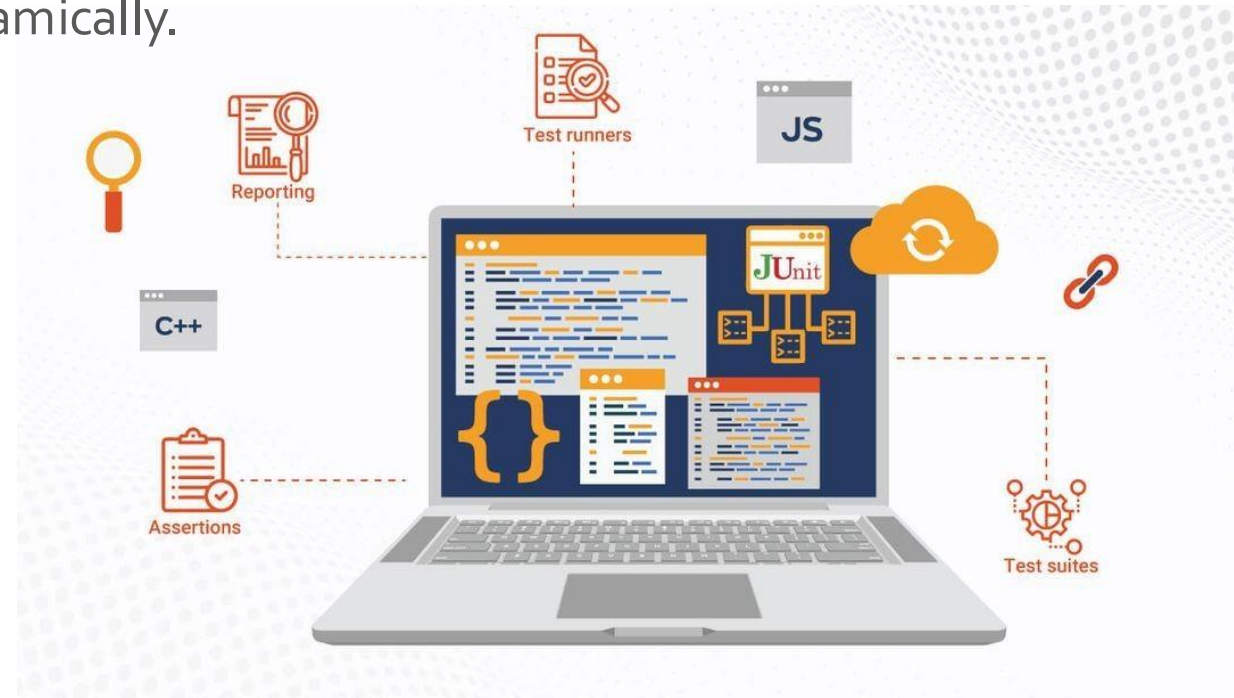 amically.
Test runners
JS
Reporting
JUnit
C++
Assertions
Test suites